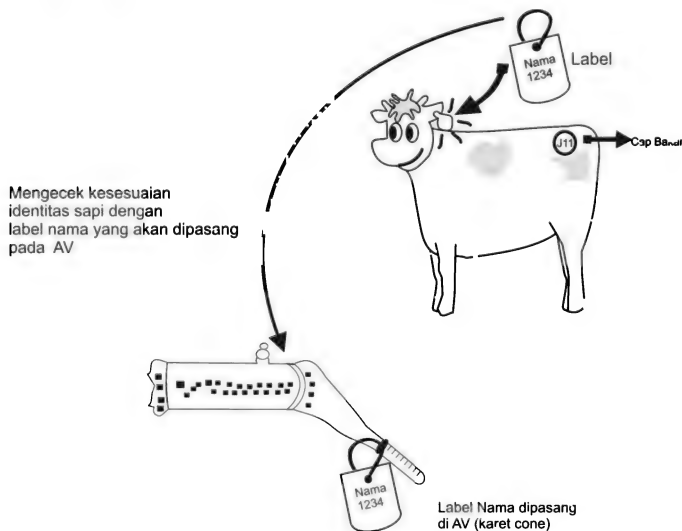 Nama
1234
Label
J11
Cap
Mengecek kesesuaian
identitas sapi dengan
label nama yang akan dipasang
pada AV
Nama
1234
Label Nama dipasang
di AV (karet cone)